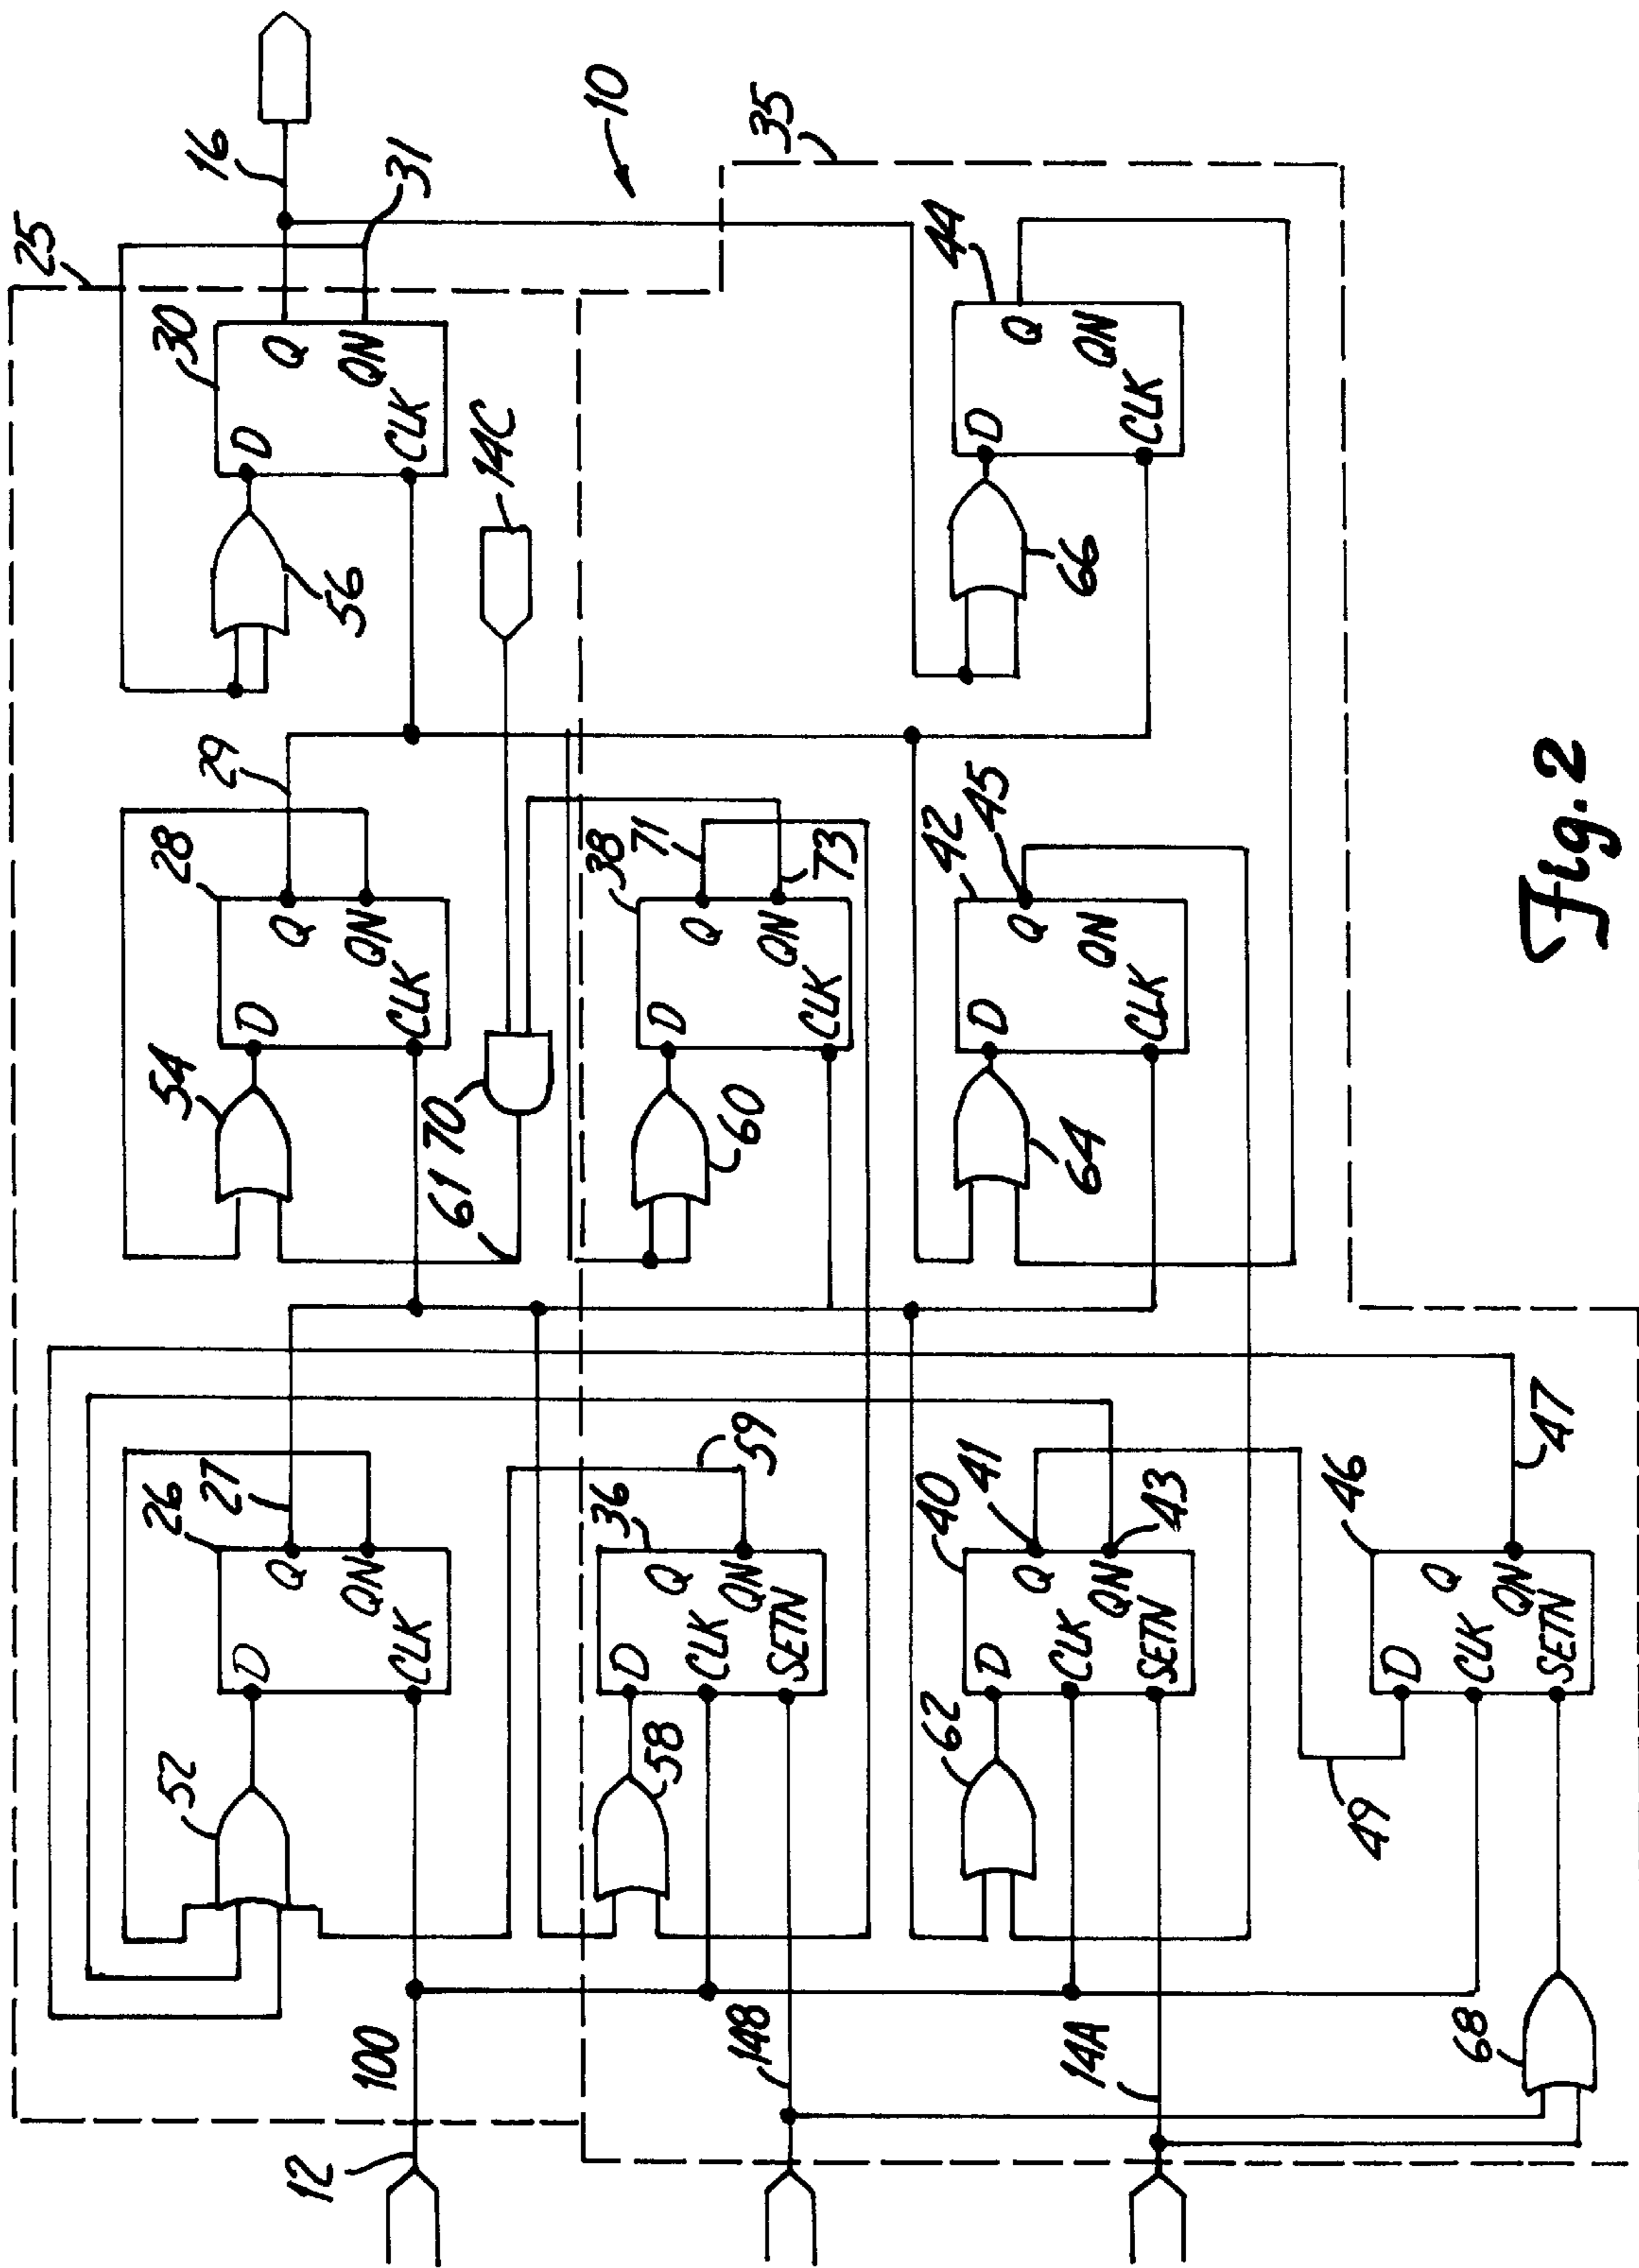 25
12
100
52
D
Q
QN
CLK
26
27
54
D
Q
QN
CLK
28
29
56
D
Q
QN
CLK
30
16
31
61
70
14C
10
14B
58
D
CLK
Q
QN
SETN
36
59
60
D
Q
QN
CLK
38
71
73
35
14A
62
D
CLK
Q
QN
SETN
40
41
43
64
D
Q
QN
CLK
42
45
66
D
Q
QN
CLK
44
68
49
D
CLK
Q
QN
SETN
46
47
Fig. 2